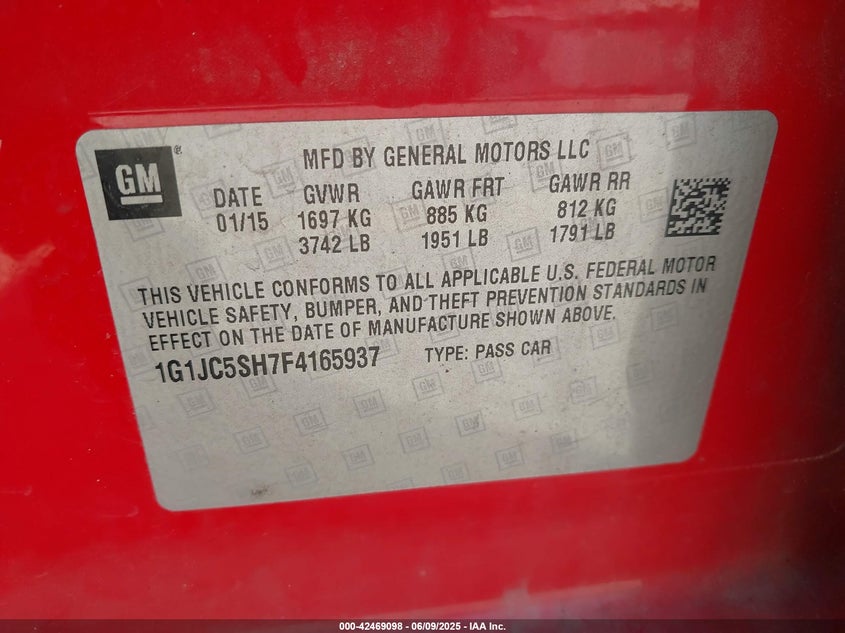 GM®
MFD BY GENERAL MOTORS LLC
DATE GVWR GAWR FRT GAWR RR
01/15 1697 KG 885 KG 812 KG
3742 LB 1951 LB 1791 LB
THIS VEHICLE CONFORMS TO ALL APPLICABLE U.S. FEDERAL MOTOR
VEHICLE SAFETY, BUMPER, AND THEFT PREVENTION STANDARDS IN
EFFECT ON THE DATE OF MANUFACTURE SHOWN ABOVE.
1G1JC5SH7F4165937 TYPE: PASS CAR
000-42469098 | 06/09/2025 - IAA Inc.